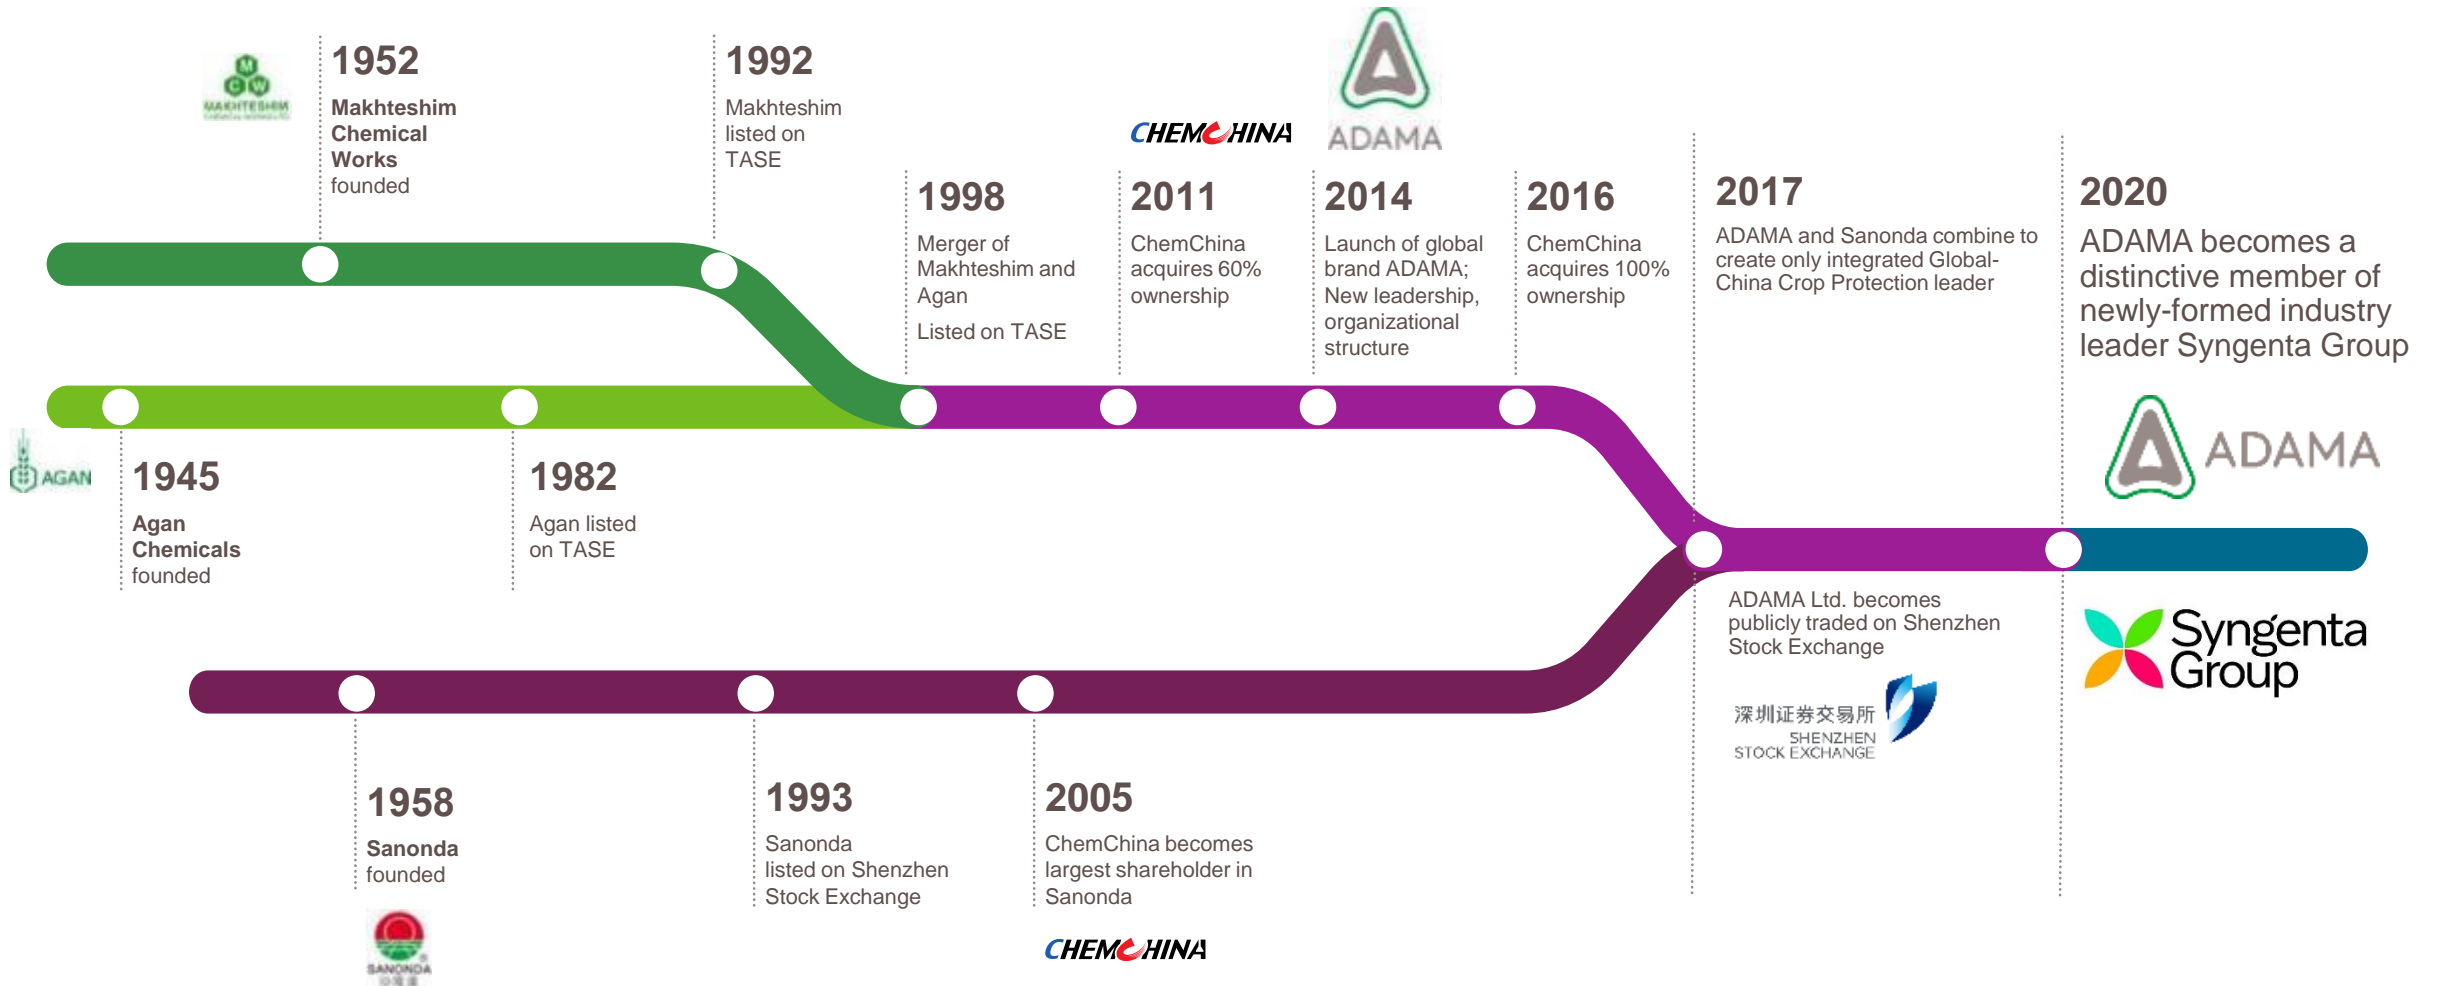 MCW
MAKHTESHIM
1952
Makhteshim
Chemical
Works
founded
1992
Makhteshim
listed on
TASE
CHEMCHINA
ADAMA
1998
Merger of
Makhteshim and
Agan
Listed on TASE
2011
ChemChina
acquires 60%
ownership
2014
Launch of global
brand ADAMA;
New leadership,
organizational
structure
2016
ChemChina
acquires 100%
ownership
2017
ADAMA and Sanonda combine to
create only integrated Global-
China Crop Protection leader
2020
ADAMA becomes a
distinctive member of
newly-formed industry
leader Syngenta Group
ADAMA
AGAN
1945
Agan
Chemicals
founded
1982
Agan listed
on TASE
ADAMA Ltd. becomes
publicly traded on Shenzhen
Stock Exchange
深圳证券交易所
SHENZHEN
STOCK EXCHANGE
Syngenta
Group
1958
Sanonda
founded
SANONDA
1993
Sanonda
listed on Shenzhen
Stock Exchange
2005
ChemChina becomes
largest shareholder in
Sanonda
CHEMCHINA